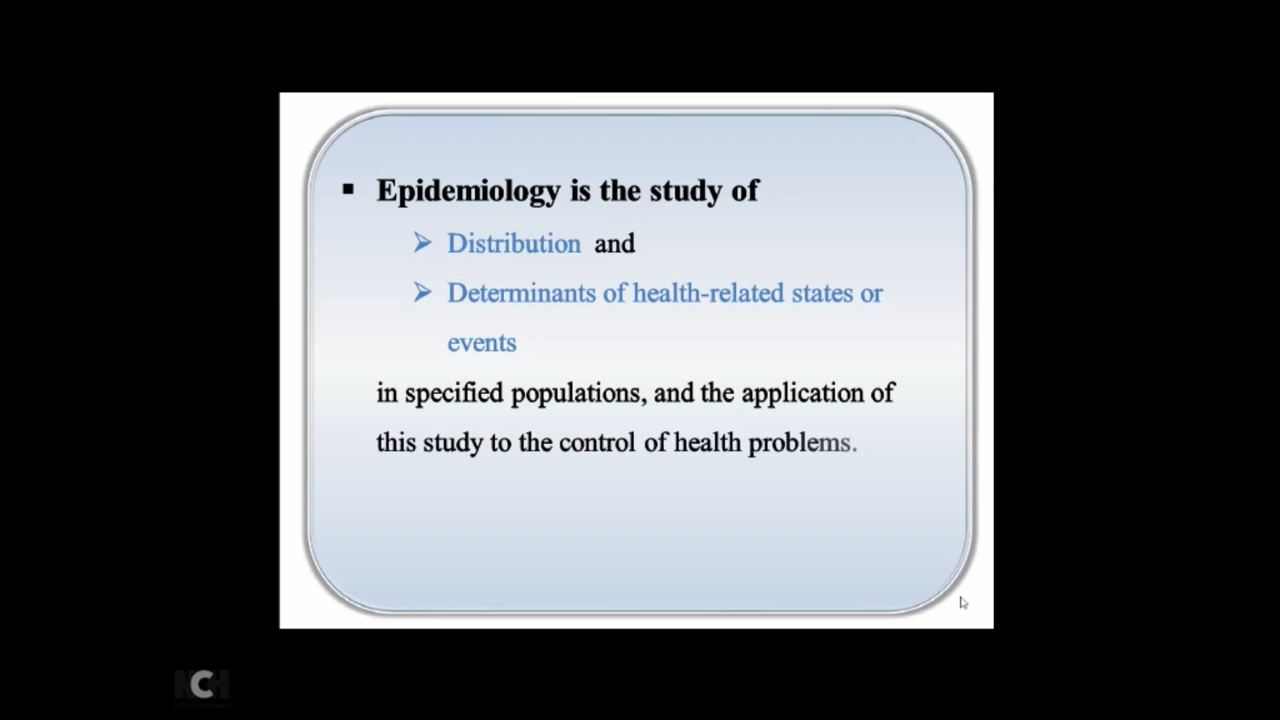 ▪ Epidemiology is the study of
➢ Distribution and
➢ Determinants of health-related states or
events
in specified populations, and the application of
this study to the control of health problems.
NCH